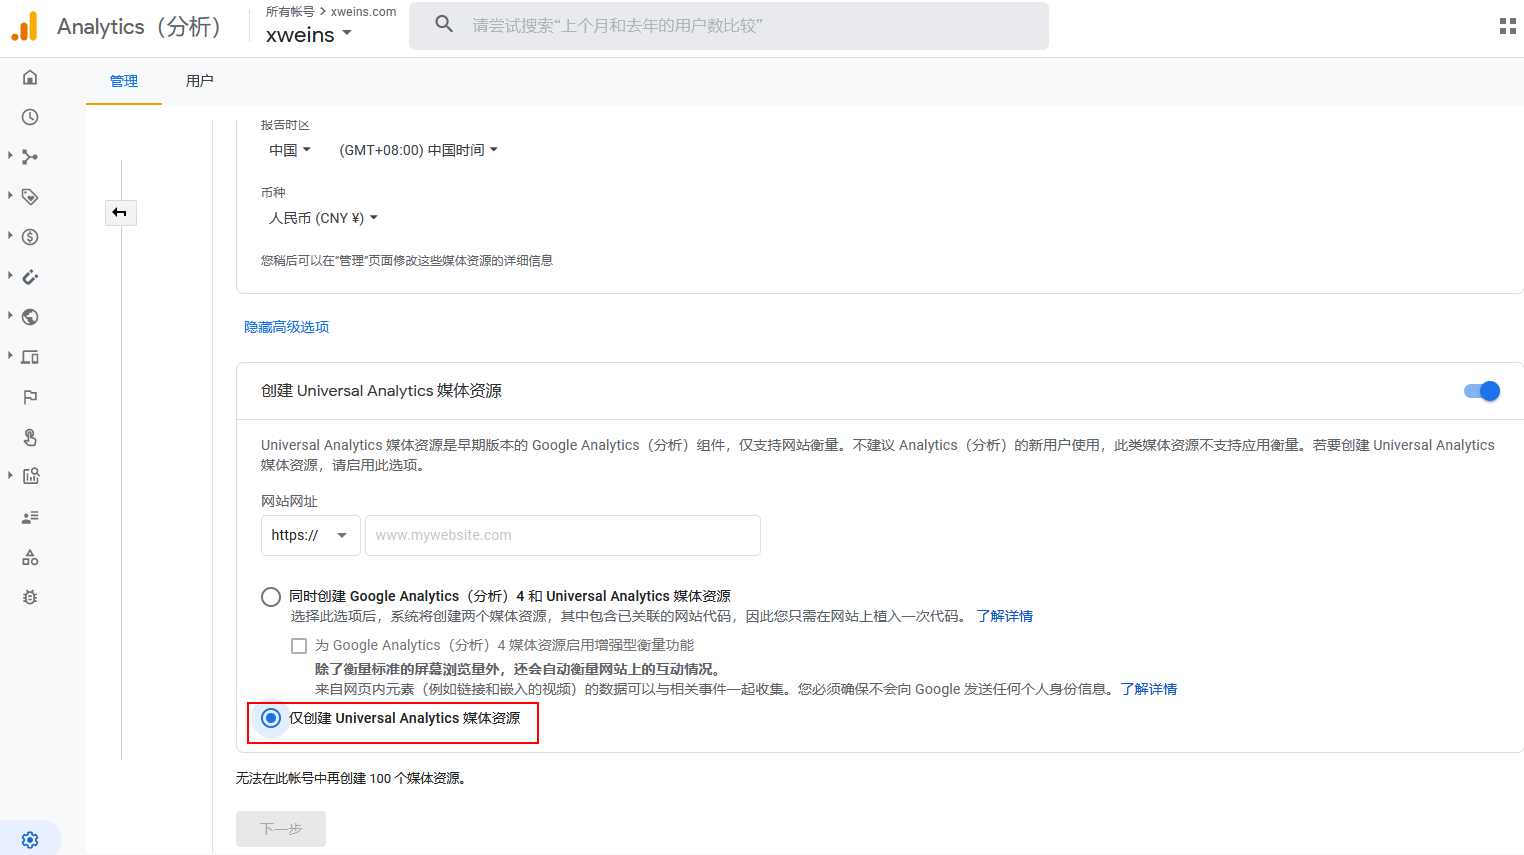 Analytics（分析）
所有帐号 > xweins.com
xweins
请尝试搜索“上个月和去年的用户数比较”
管理
用户
报告时区
中国
(GMT+08:00) 中国时间
币种
人民币 (CNY ¥)
您稍后可以在“管理”页面修改这些媒体资源的详细信息
隐藏高级选项
创建 Universal Analytics 媒体资源
Universal Analytics 媒体资源是早期版本的 Google Analytics（分析）组件，仅支持网站衡量。不建议 Analytics（分析）的新用户使用，此类媒体资源不支持应用衡量。若要创建 Universal Analytics
媒体资源，请启用此选项。
网站网址
https://
www.mywebsite.com
同时创建 Google Analytics（分析）4 和 Universal Analytics 媒体资源
选择此选项后，系统将创建两个媒体资源，其中包含已关联的网站代码，因此您只需在网站上植入一次代码。 了解详情
为 Google Analytics（分析）4 媒体资源启用增强型衡量功能
除了衡量标准的屏幕浏览量外，还会自动衡量网站上的互动情况。
来自网页内元素（例如链接和嵌入的视频）的数据可以与相关事件一起收集。您必须确保不会向 Google 发送任何个人身份信息。了解详情
仅创建 Universal Analytics 媒体资源
无法在此帐号中再创建 100 个媒体资源。
下一步